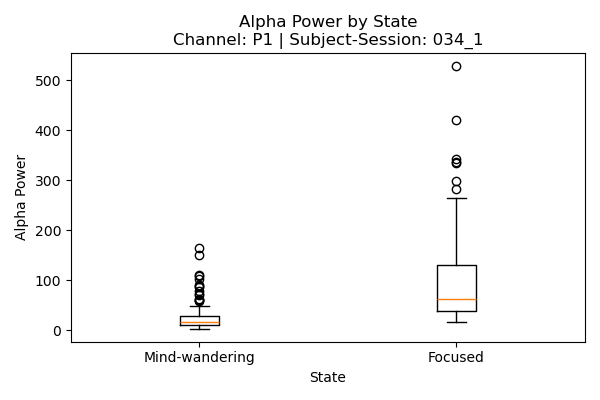 Alpha Power by State
Channel: P1 | Subject-Session: 034_1
Alpha Power
500
400
300
200
100
0
Mind-wandering
Focused
State